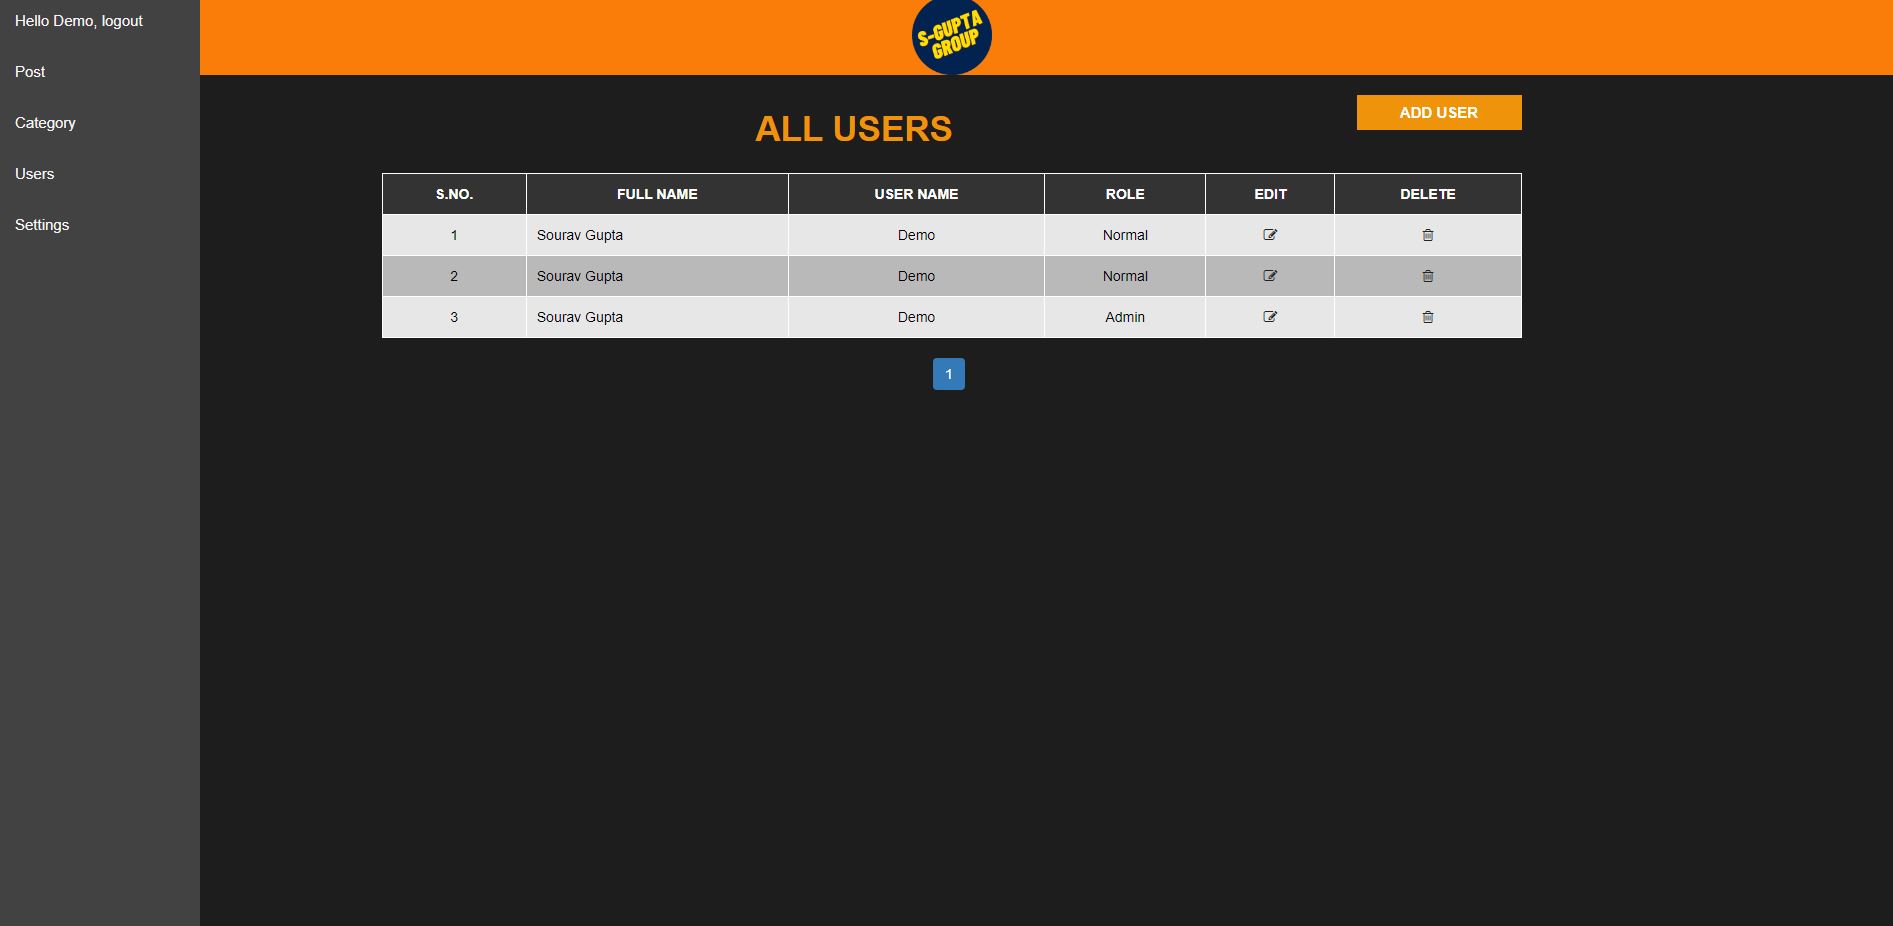 Hello Demo, logout
Post
Category
Users
Settings
S-GUPTA
GROUP
ALL USERS
ADD USER
S.NO. FULL NAME USER NAME ROLE EDIT DELETE
1 Sourav Gupta Demo Normal
2 Sourav Gupta Demo Normal
3 Sourav Gupta Demo Admin
1